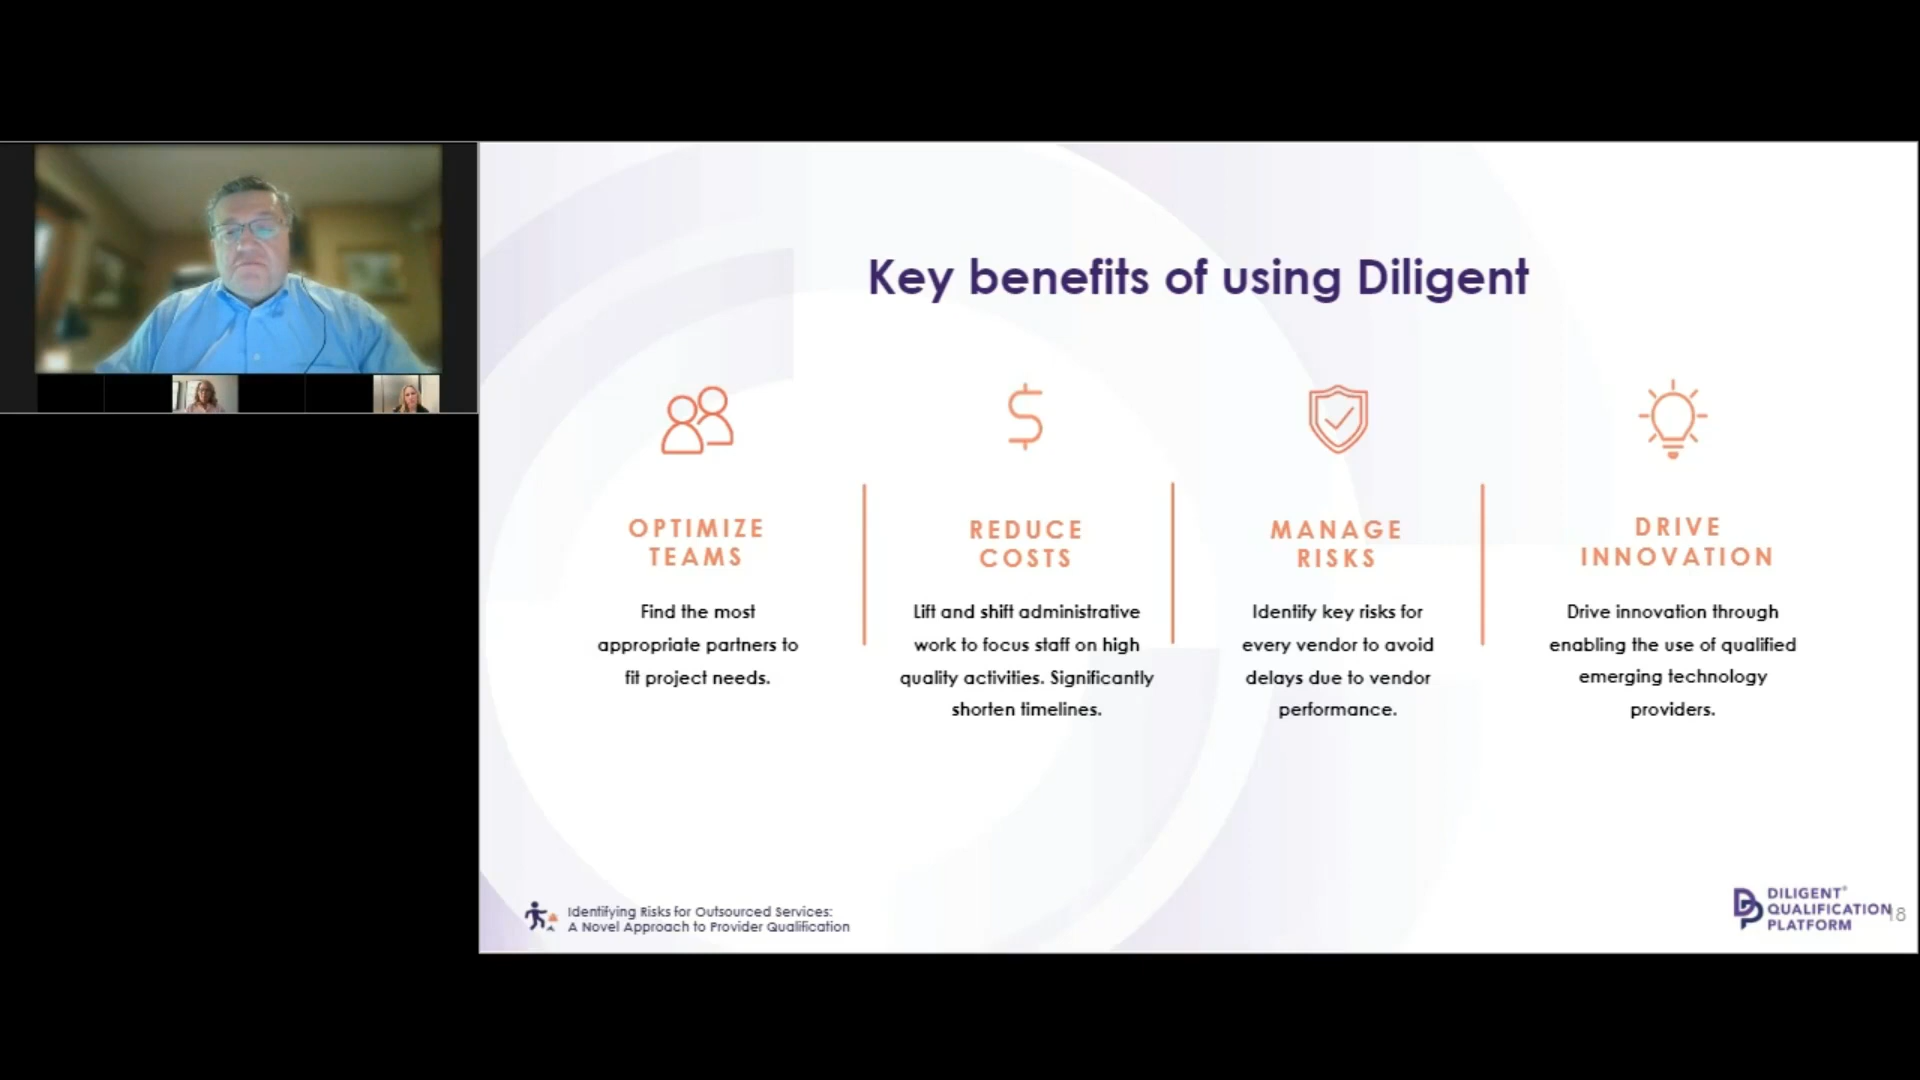 Key benefits of using Diligent
OPTIMIZE
TEAMS
Find the most
appropriate partners to
fit project needs.
REDUCE
COSTS
Lift and shift administrative
work to focus staff on high
quality activities. Significantly
shorten timelines.
MANAGE
RISKS
Identify key risks for
every vendor to avoid
delays due to vendor
performance.
DRIVE
INNOVATION
Drive innovation through
enabling the use of qualified
emerging technology
providers.
Identifying Risks for Outsourced Services:
A Novel Approach to Provider Qualification
DILIGENT®
QUALIFICATION
PLATFORM
18